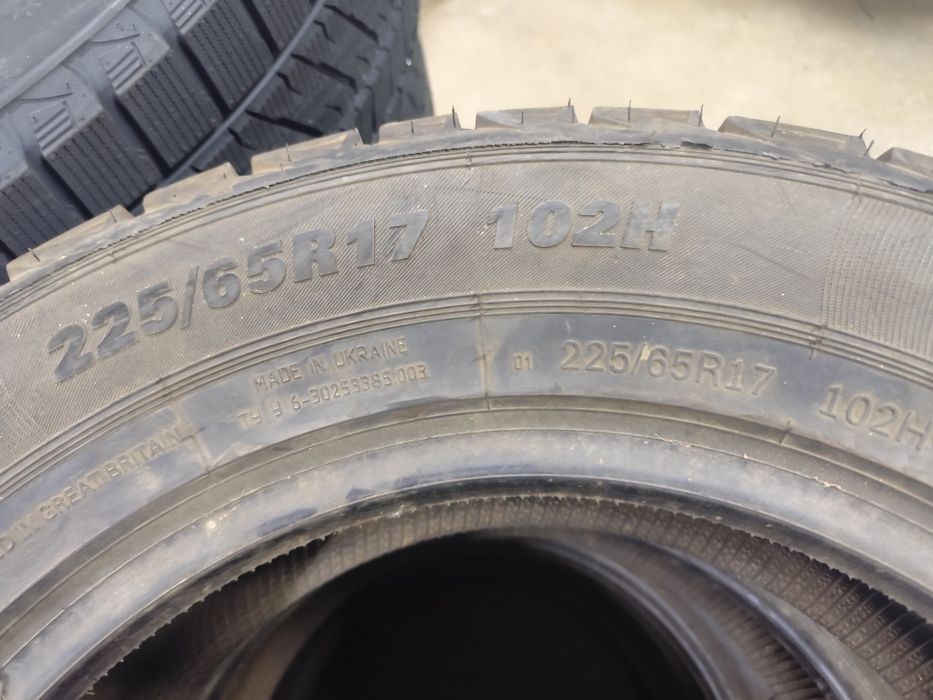 225/65R17 102H
MADE IN UKRAINE
ТУ У 6-30253385.003
01 225/65R17 102H
IN GREAT BRITAIN